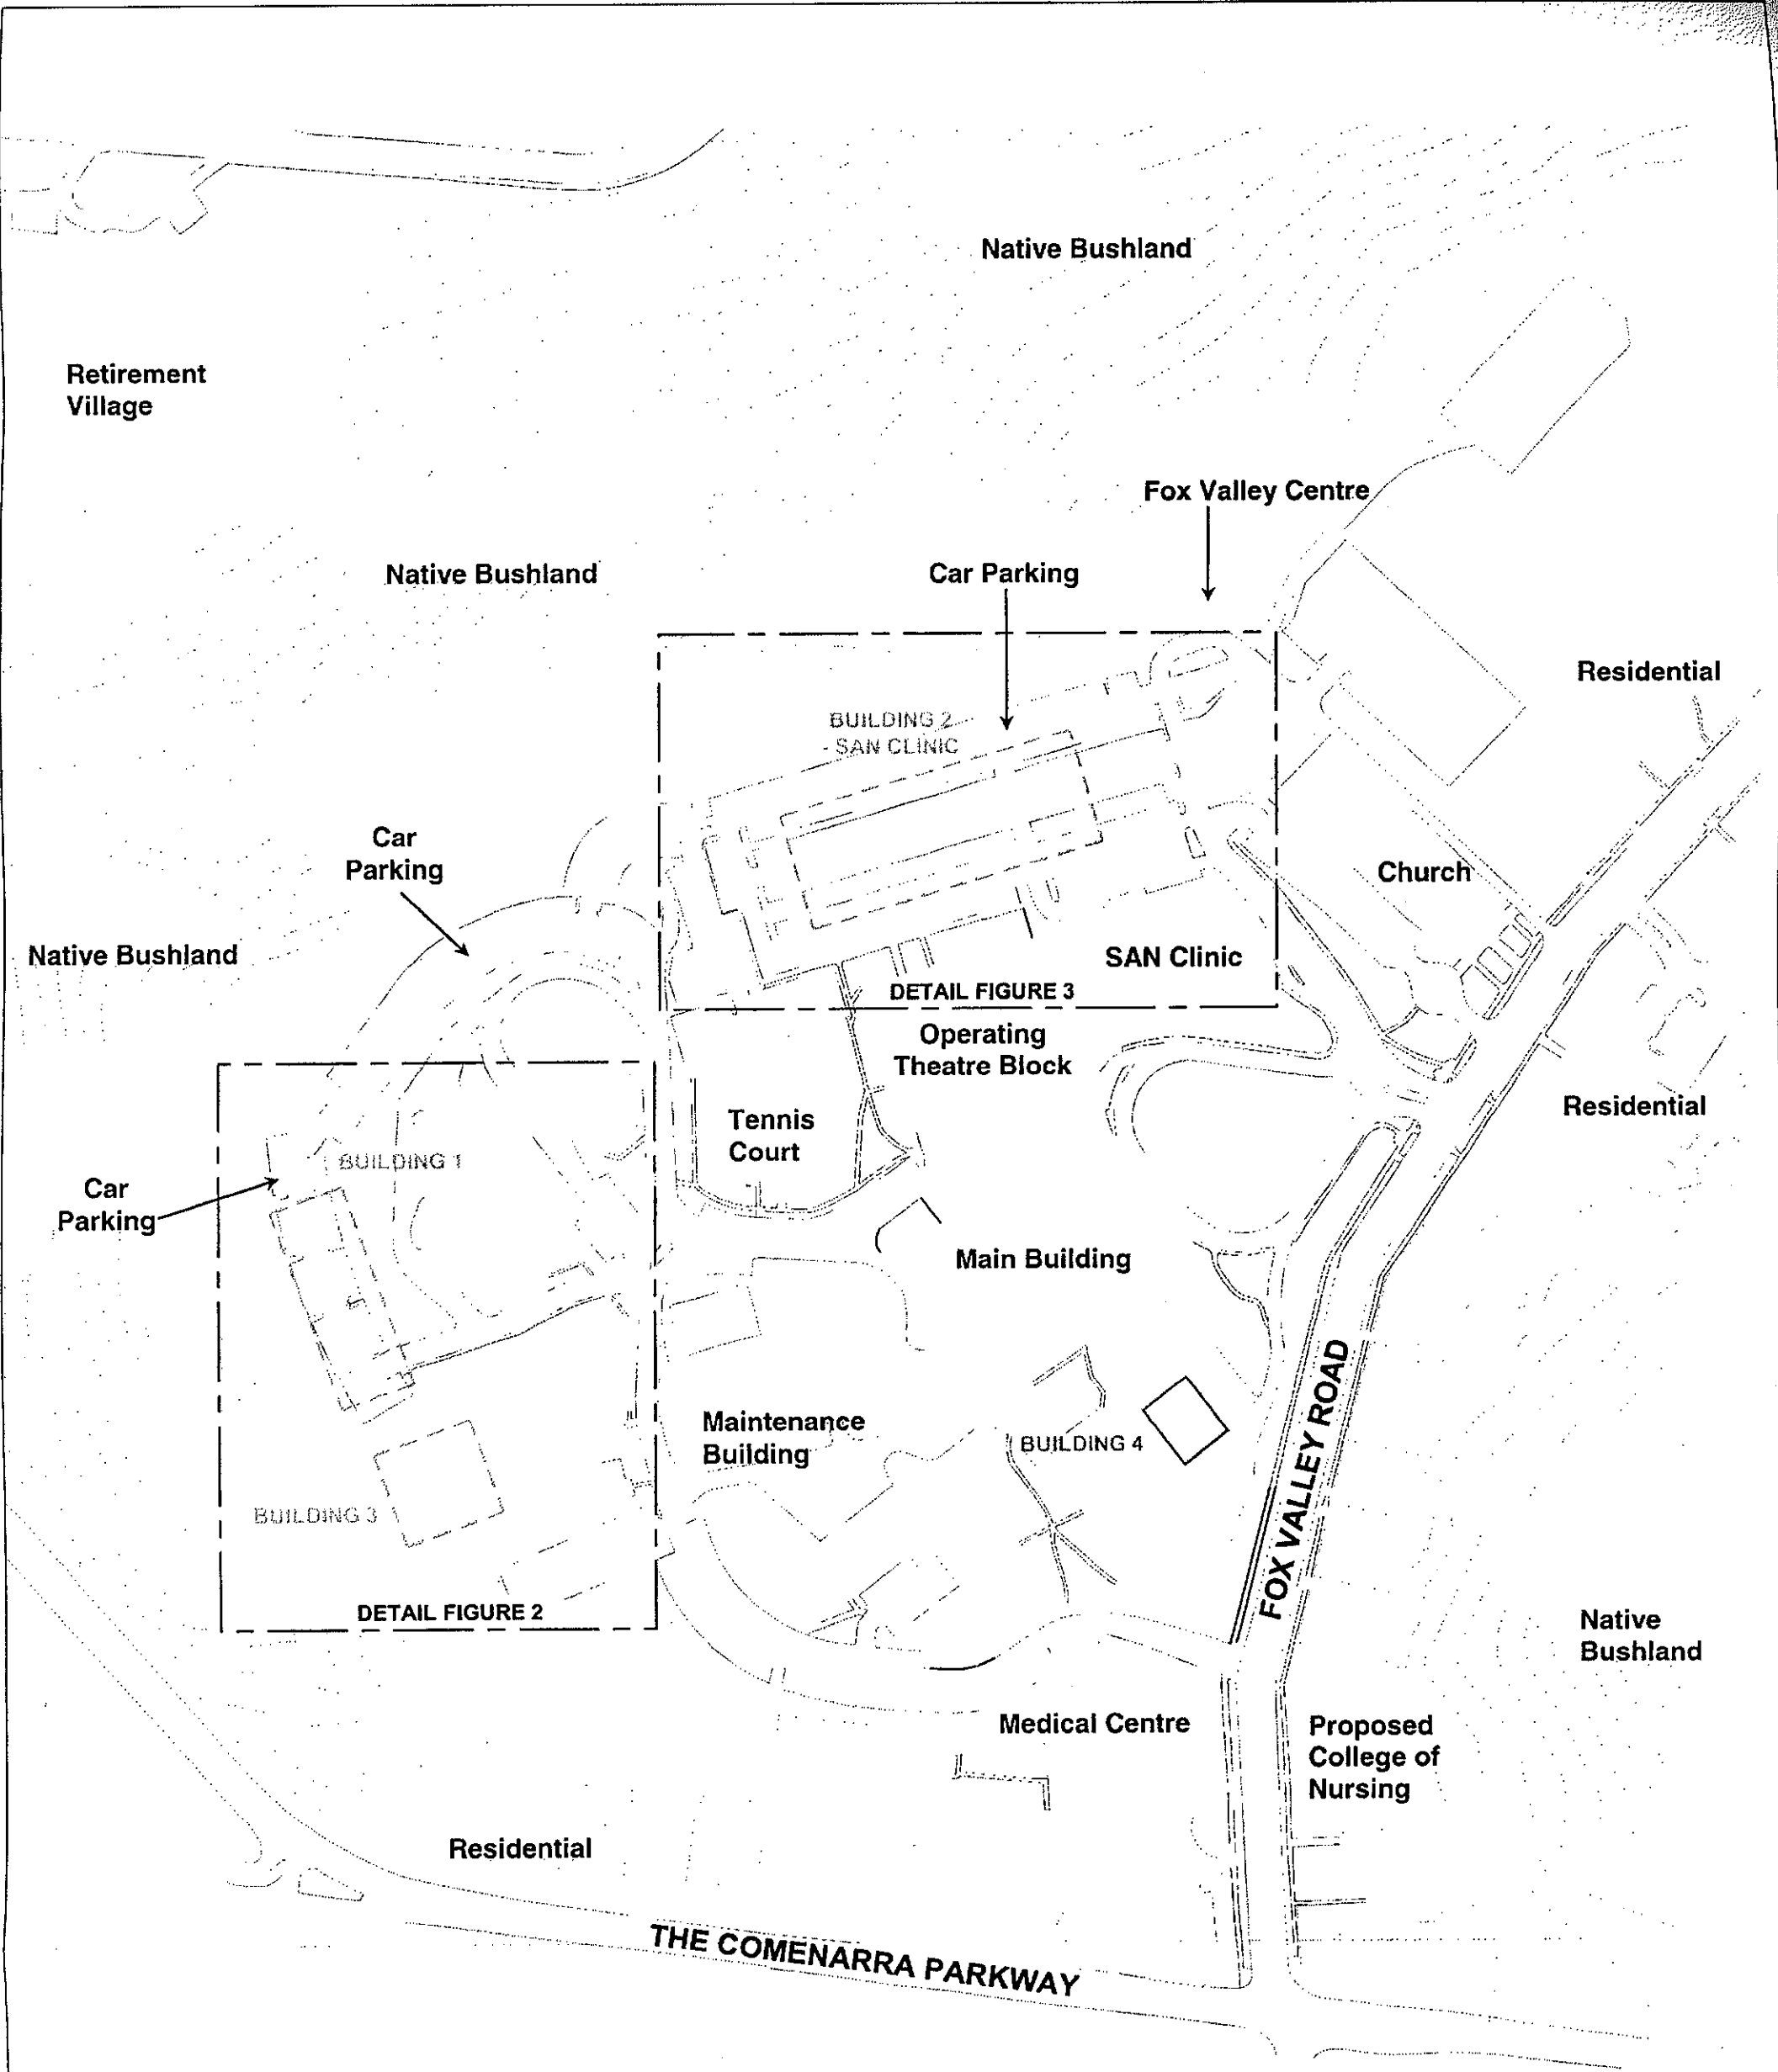 Native Bushland
Retirement
Village
Fox Valley Centre
Native Bushland
Car Parking
Residential
BUILDING 2
- SAN CLINIC
Car
Parking
Church
Native Bushland
SAN Clinic
DETAIL FIGURE 3
Operating
Theatre Block
Tennis
Court
Residential
BUILDING 1
Car
Parking
Main Building
FOX VALLEY ROAD
Maintenance
Building
BUILDING 4
BUILDING 3
DETAIL FIGURE 2
Native
Bushland
Medical Centre
Proposed
College of
Nursing
Residential
THE COMENARRA PARKWAY